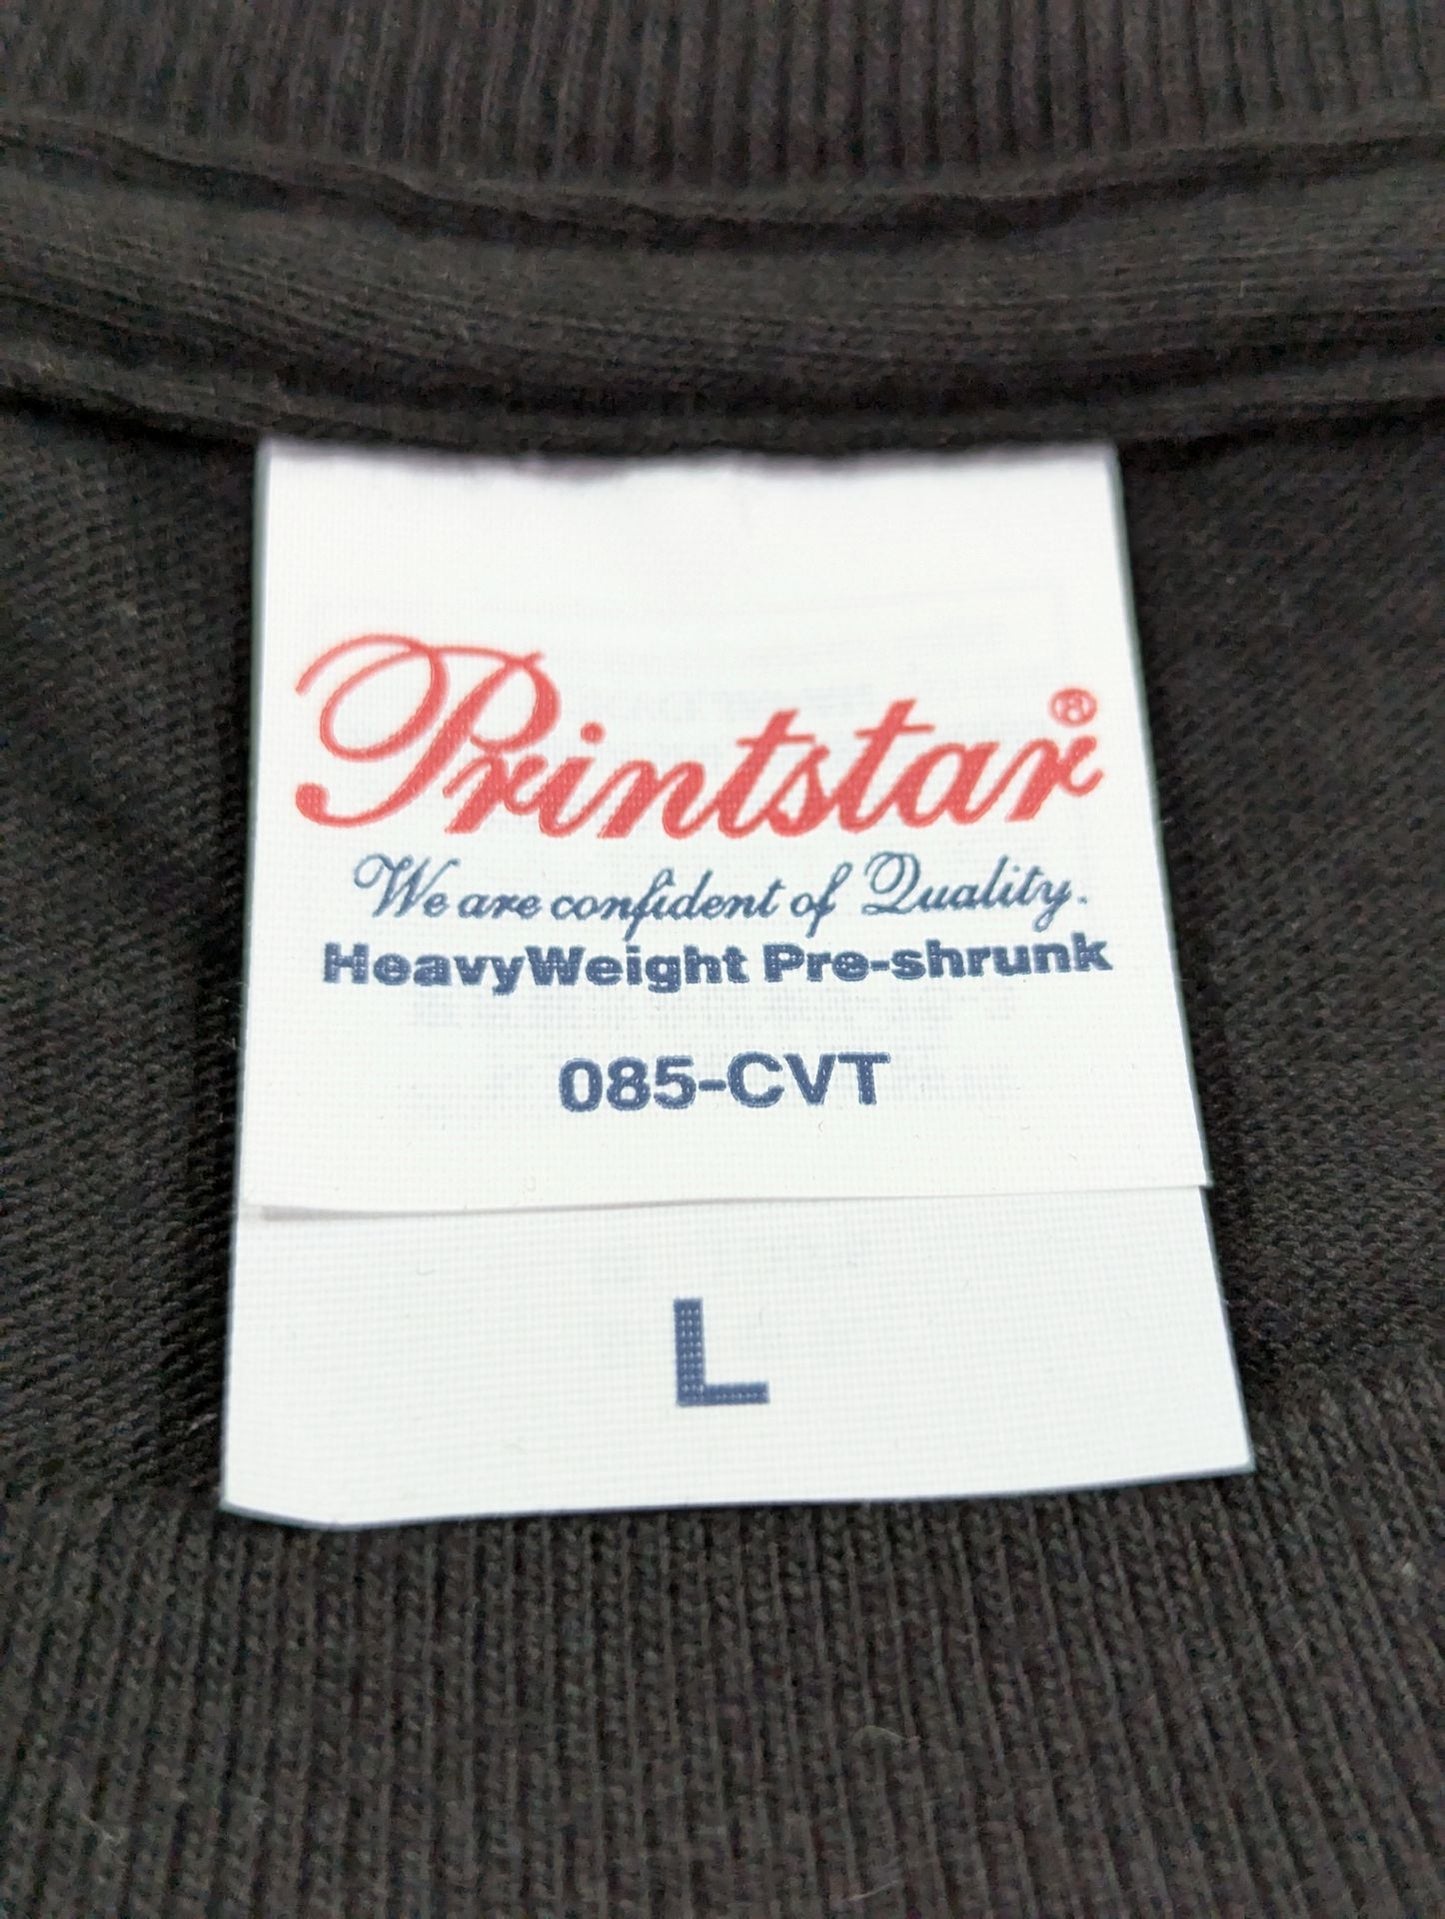 Printstar®
We are confident of Quality.
HeavyWeight Pre-shrunk
085-CVT
L